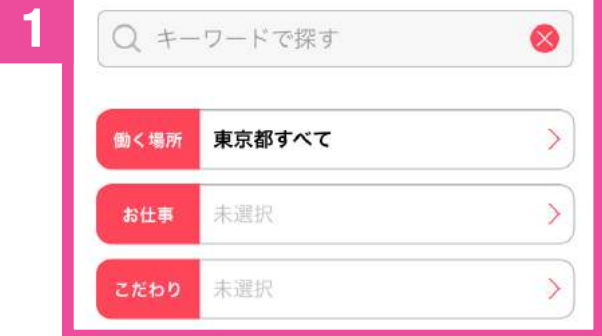 1
キーワードで探す
働く場所 東京都すべて
お仕事 未選択
こだわり 未選択